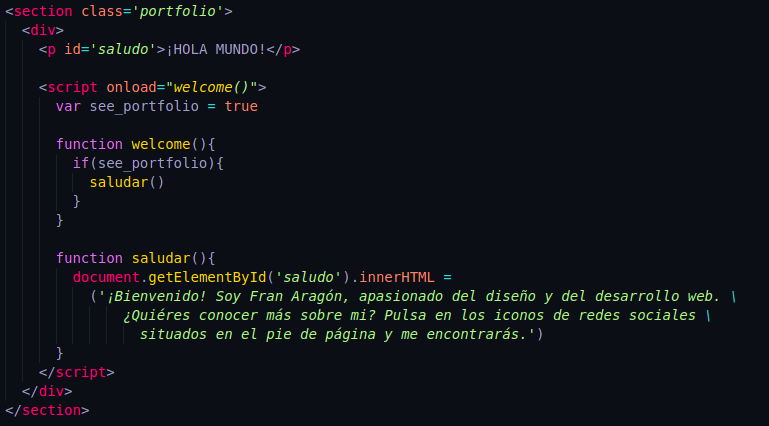 <section class='portfolio'>
<div>
<p id='saludo'>¡HOLA MUNDO!</p>
<script onload="welcome()">
var see_portfolio = true
function welcome(){
if(see_portfolio){
saludar()
}
}
function saludar(){
document.getElementById('saludo').innerHTML =
('¡Bienvenido! Soy Fran Aragón, apasionado del diseño y del desarrollo web. \
¿Quiéres conocer más sobre mi? Pulsa en los iconos de redes sociales \
situados en el pie de página y me encontrarás.')
}
</script>
</div>
</section>